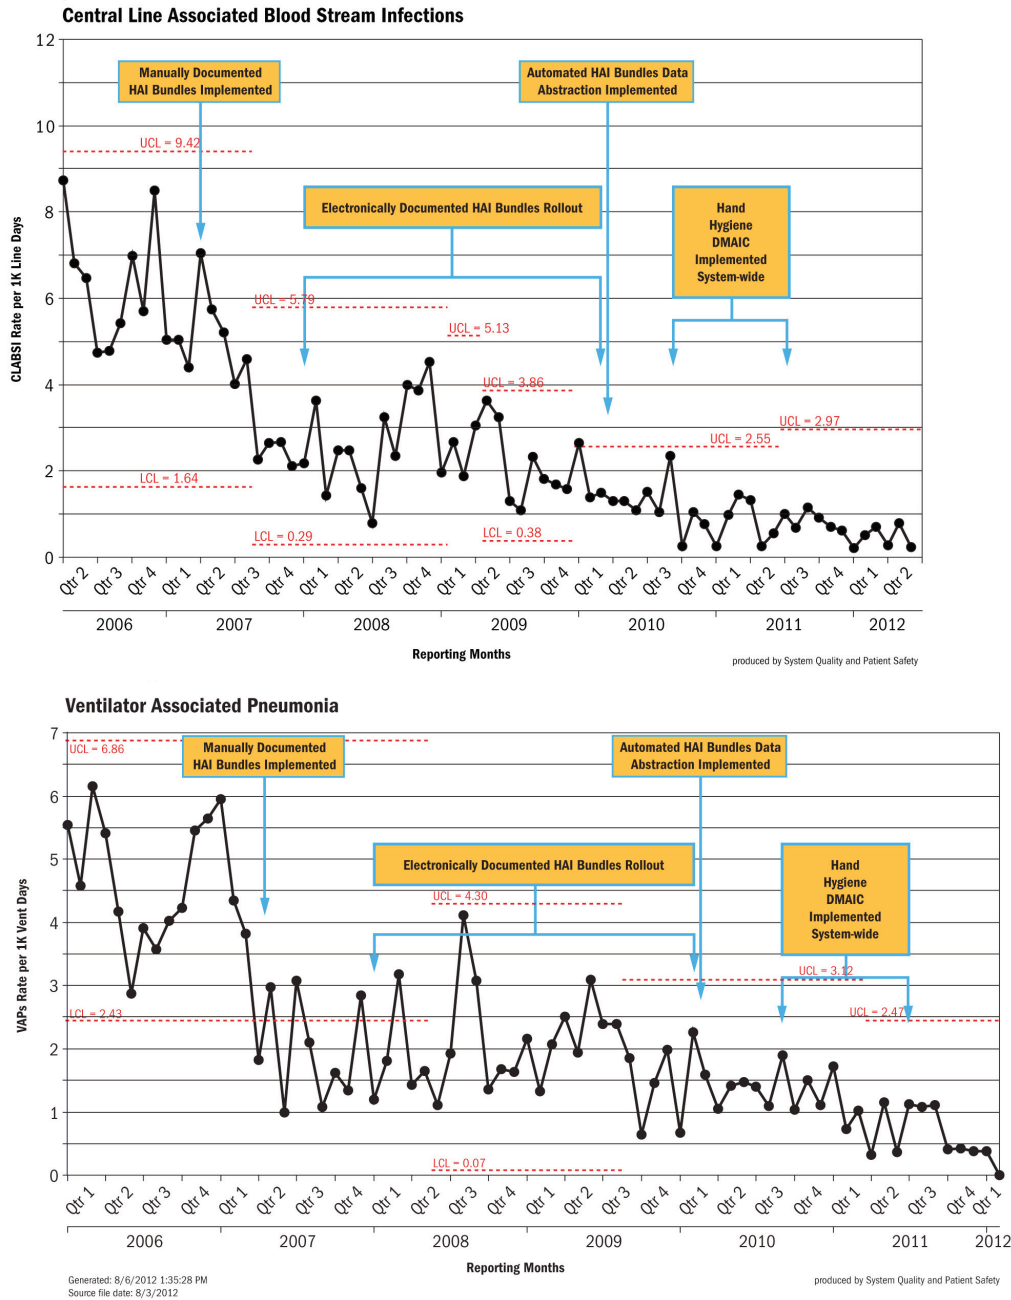 Central Line Associated Blood Stream Infections
12
10
8
6
4
2
0
CLABSI Rate per 1K Line Days
Manually Documented
HAI Bundles Implemented
Automated HAI Bundles Data
Abstraction Implemented
Electronically Documented HAI Bundles Rollout
Hand
Hygiene
DMAIC
Implemented
System-wide
UCL = 9.42
UCL = 5.79
UCL = 5.13
UCL = 3.86
UCL = 2.55
UCL = 2.97
LCL = 1.64
LCL = 0.29
LCL = 0.38
Qtr 2 Qtr 3 Qtr 4 Qtr 1 Qtr 2 Qtr 3 Qtr 4 Qtr 1 Qtr 2 Qtr 3 Qtr 4 Qtr 1 Qtr 2 Qtr 3 Qtr 4 Qtr 1 Qtr 2 Qtr 3 Qtr 4 Qtr 1 Qtr 2 Qtr 3 Qtr 4 Qtr 1 Qtr 2
2006 2007 2008 2009 2010 2011 2012
Reporting Months
produced by System Quality and Patient Safety
Ventilator Associated Pneumonia
7
6
5
4
3
2
1
0
VAPs Rate per 1K Vent Days
UCL = 6.86
Manually Documented
HAI Bundles Implemented
Automated HAI Bundles Data
Abstraction Implemented
Electronically Documented HAI Bundles Rollout
Hand
Hygiene
DMAIC
Implemented
System-wide
UCL = 4.30
UCL = 3.12
UCL = 2.47
LCL = 2.43
LCL = 0.07
Qtr 1 Qtr 2 Qtr 3 Qtr 4 Qtr 1 Qtr 2 Qtr 3 Qtr 4 Qtr 1 Qtr 2 Qtr 3 Qtr 4 Qtr 1 Qtr 2 Qtr 3 Qtr 4 Qtr 1 Qtr 2 Qtr 3 Qtr 4 Qtr 1 Qtr 2 Qtr 3 Qtr 4 Qtr 1
2006 2007 2008 2009 2010 2011 2012
Reporting Months
Generated: 8/6/2012 1:35:28 PM
Source file date: 8/3/2012
produced by System Quality and Patient Safety